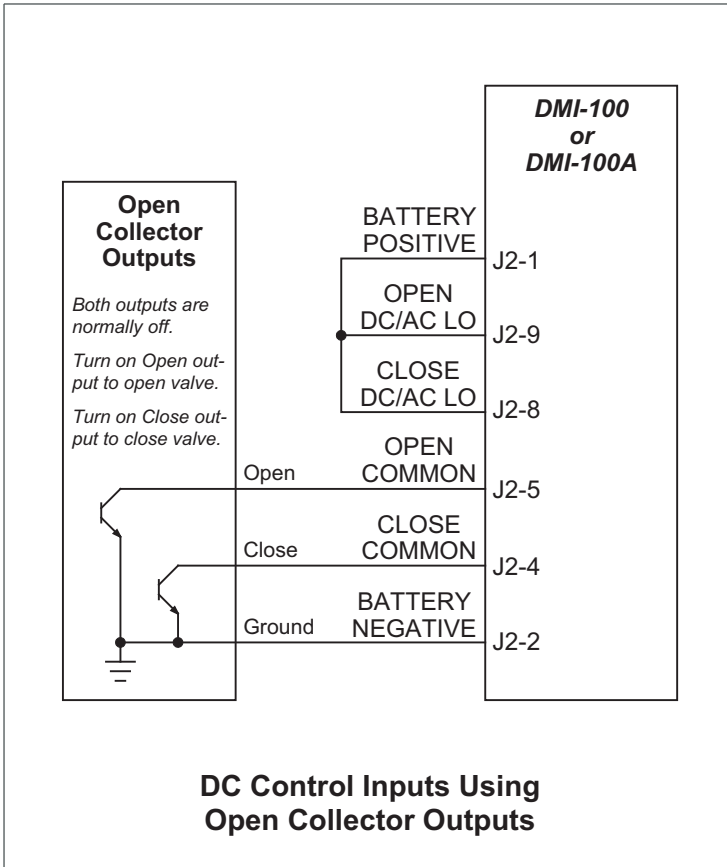 DMI-100
or
DMI-100A
Open
Collector
Outputs
Both outputs are
normally off.
Turn on Open out-
put to open valve.
Turn on Close out-
put to close valve.
BATTERY
POSITIVE
J2-1
OPEN
DC/AC LO
J2-9
CLOSE
DC/AC LO
J2-8
Open
OPEN
COMMON
J2-5
Close
CLOSE
COMMON
J2-4
Ground
BATTERY
NEGATIVE
J2-2
DC Control Inputs Using
Open Collector Outputs